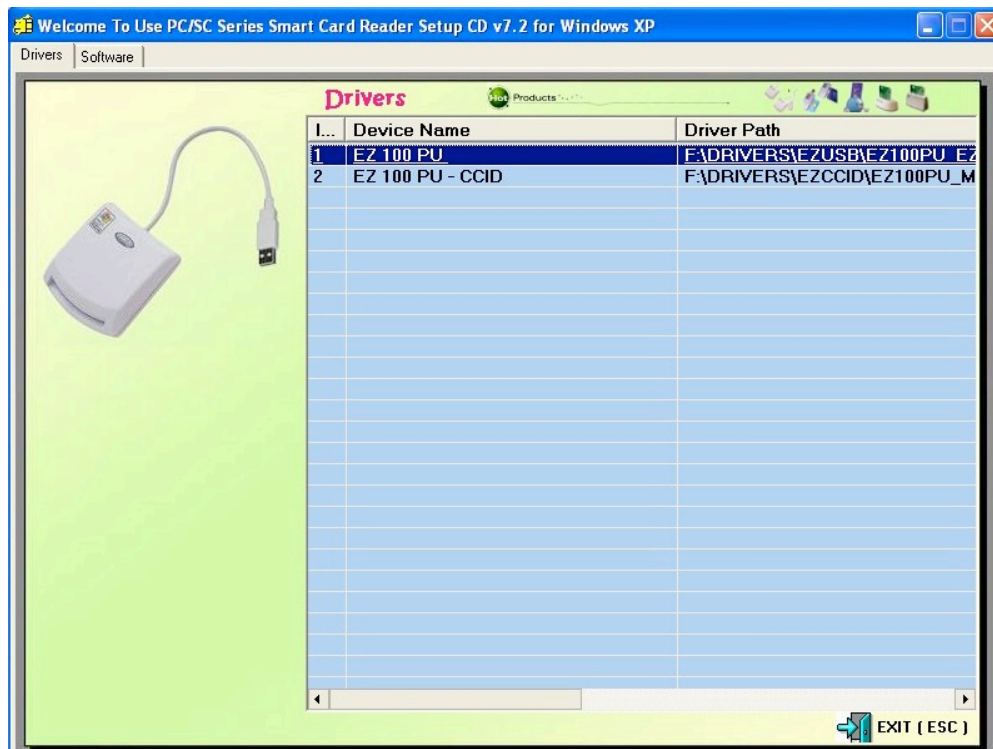 Welcome To Use PC/SC Series Smart Card Reader Setup CD v7.2 for Windows XP
Drivers Software
Drivers Hot Products
I... Device Name Driver Path
1 EZ 100 PU F:\DRIVERS\EZUSB\EZ100PU_EZ
2 EZ 100 PU - CCID F:\DRIVERS\EZCCID\EZ100PU_M
EXIT ( ESC )